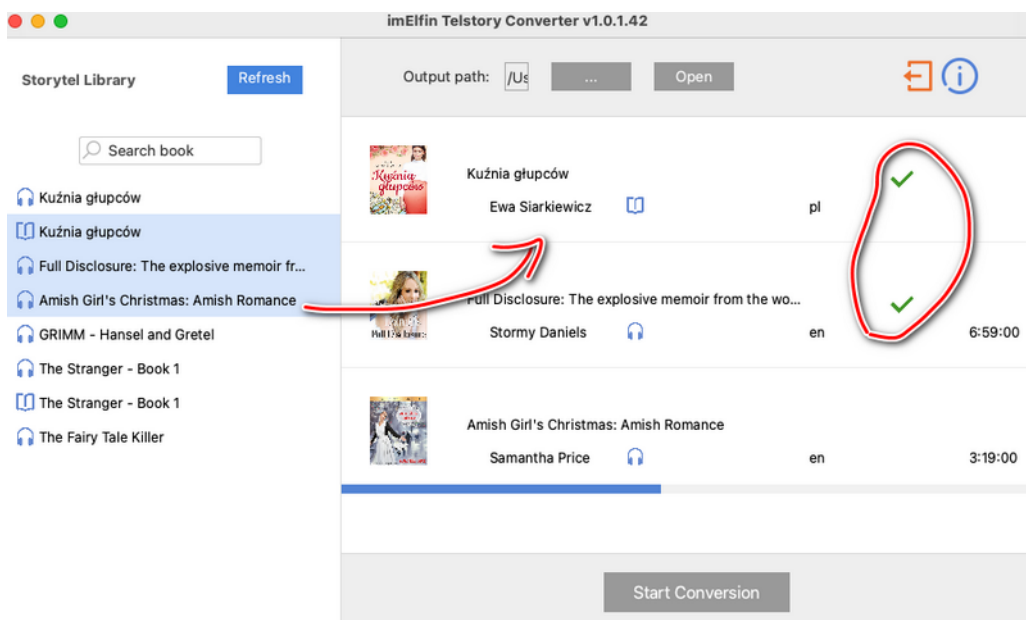 imElfin Telstory Converter v1.0.1.42
Storytel Library
Refresh
Search book
Kuźnia głupców
Kuźnia głupców
Full Disclosure: The explosive memoir fr...
Amish Girl's Christmas: Amish Romance
GRIMM - Hansel and Gretel
The Stranger - Book 1
The Stranger - Book 1
The Fairy Tale Killer
Output path: /Us ... Open
Kuźnia głupców
Kuźnia głupców
Ewa Siarkiewicz pl
Full Disclosure: The explosive memoir from the wo...
Full Disclosure
Stormy Daniels en 6:59:00
Amish Girl's Christmas: Amish Romance
Samantha Price en 3:19:00
Start Conversion